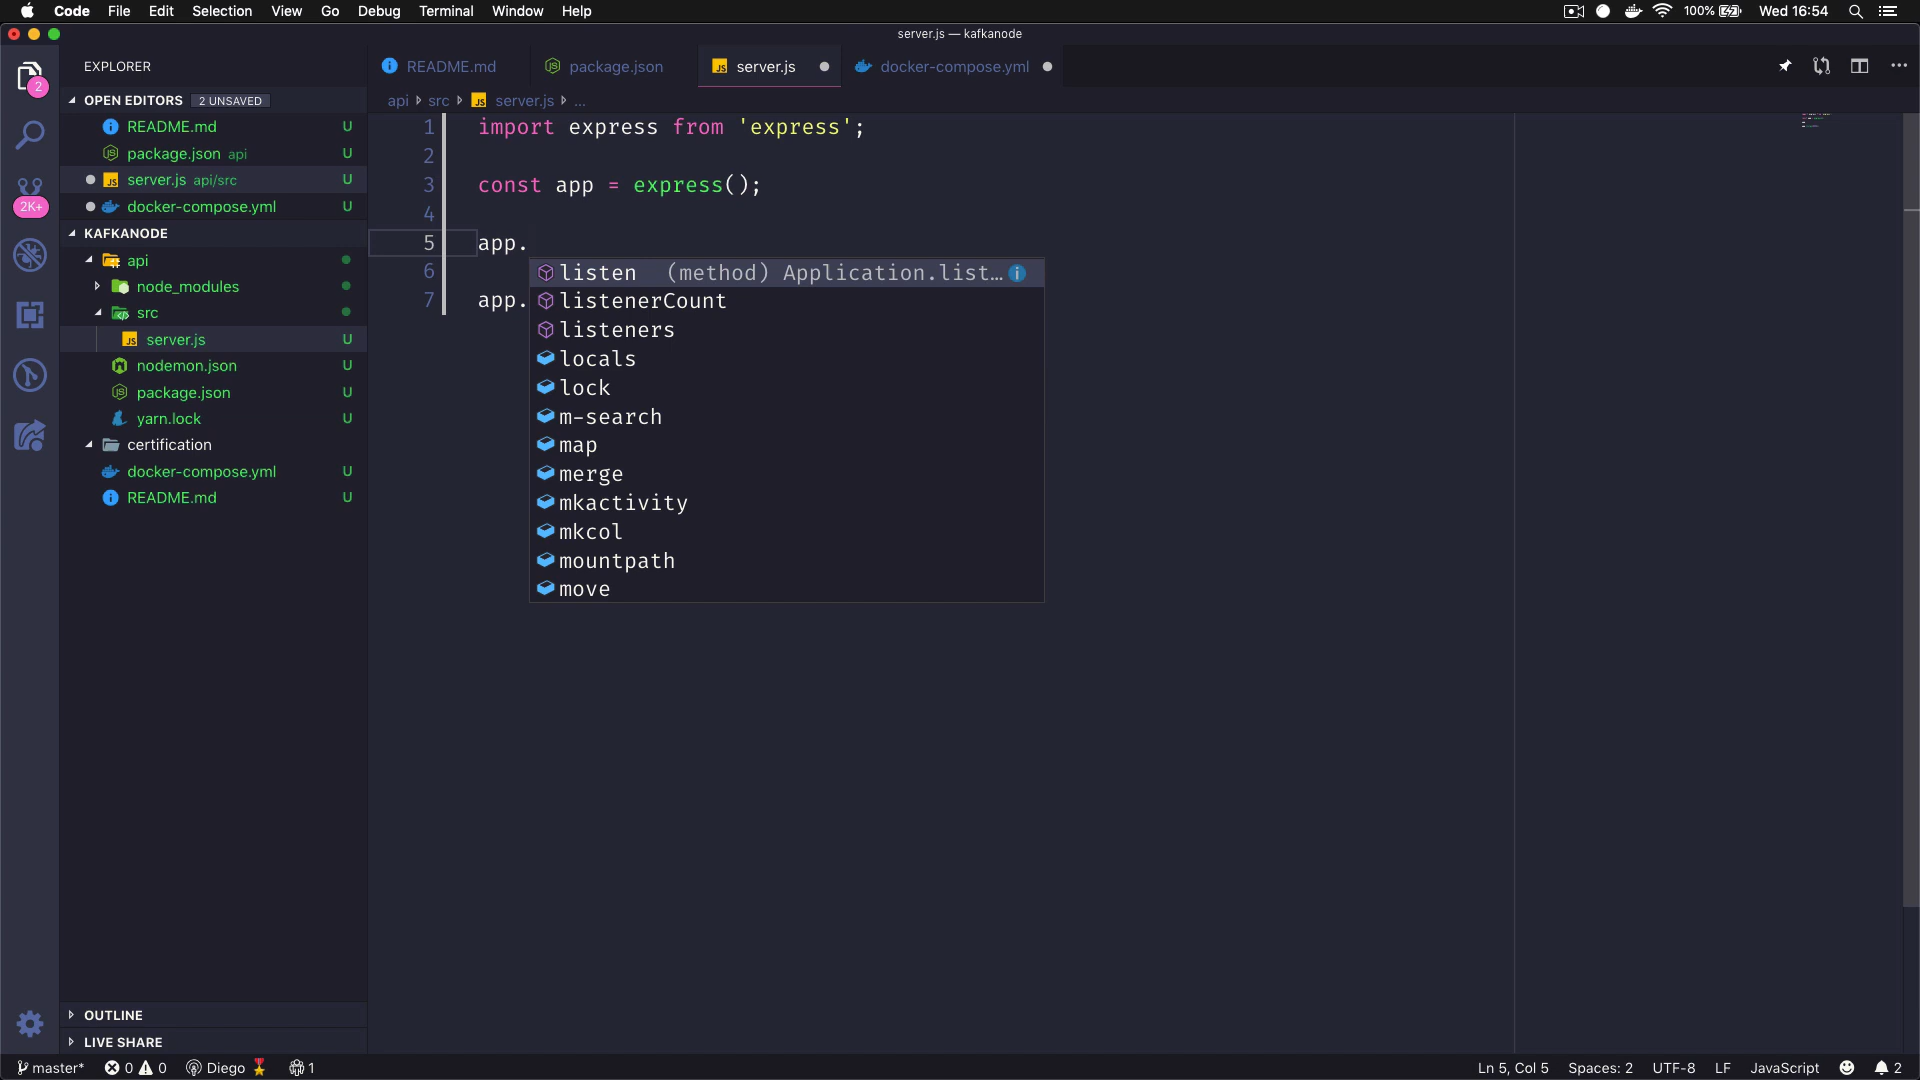 Code File Edit Selection View Go Debug Terminal Window Help 100% Wed 16:54
server.js — kafkanode
EXPLORER
README.md package.json server.js docker-compose.yml
OPEN EDITORS 2 UNSAVED
api src JS server.js ...
README.md U
package.json api U
JS server.js api/src U
docker-compose.yml U
2
2K+
KAFKANODE
api
node_modules
src
JS server.js U
nodemon.json U
package.json U
yarn.lock U
certification
docker-compose.yml U
README.md U
OUTLINE
LIVE SHARE
1 import express from 'express';
2
3 const app = express();
4
5 app.
6
7 app.
listen (method) Application.list…
listenerCount
listeners
locals
lock
m-search
map
merge
mkactivity
mkcol
mountpath
move
master* 0 0 Diego 1 Ln 5, Col 5 Spaces: 2 UTF-8 LF JavaScript 2